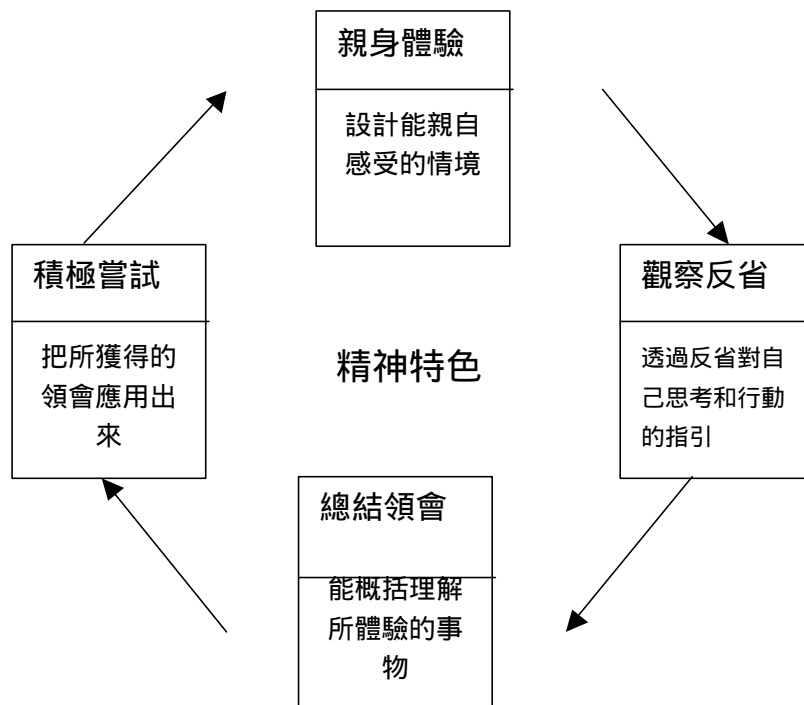 親身體驗
設計能親自
感受的情境
積極嘗試
把所獲得的
領會應用出
來
精神特色
觀察反省
透過反省對自
己思考和行動
的指引
總結領會
能概括理解
所體驗的事
物